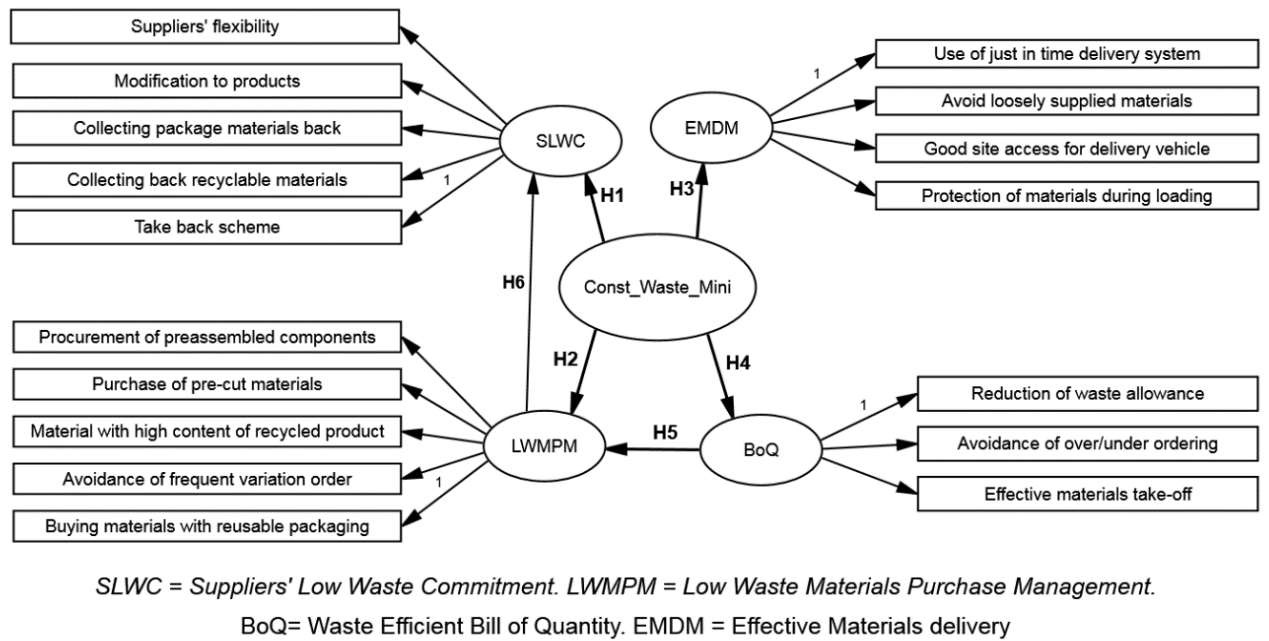 Suppliers' flexibility
Modification to products
Collecting package materials back
Collecting back recyclable materials
Take back scheme
1
SLWC
EMDM
1
Use of just in time delivery system
Avoid loosely supplied materials
Good site access for delivery vehicle
Protection of materials during loading
H1
H3
Const_Waste_Mini
H6
H2
H4
Procurement of preassembled components
Purchase of pre-cut materials
Material with high content of recycled product
Avoidance of frequent variation order
Buying materials with reusable packaging
1
LWMPM
H5
BoQ
1
Reduction of waste allowance
Avoidance of over/under ordering
Effective materials take-off
SLWC = Suppliers' Low Waste Commitment. LWMPM = Low Waste Materials Purchase Management.
BoQ= Waste Efficient Bill of Quantity. EMDM = Effective Materials delivery